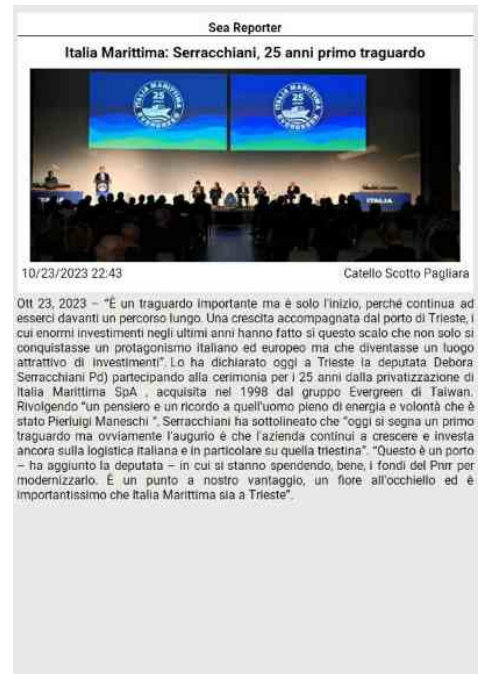 Sea Reporter
Italia Marittima: Serracchiani, 25 anni primo traguardo
ITALIA MARITTIMA
25
EVERGREEN
ITALIA MARITTIMA
25
EVERGREEN
ITALIA
10/23/2023 22:43
Catello Scotto Pagliara
Ott 23, 2023 – “È un traguardo importante ma è solo l'inizio, perché continua ad
esserci davanti un percorso lungo. Una crescita accompagnata dal porto di Trieste, i
cui enormi investimenti negli ultimi anni hanno fatto sì questo scalo che non solo si
conquistasse un protagonismo italiano ed europeo ma che diventasse un luogo
attrattivo di investimenti”. Lo ha dichiarato oggi a Trieste la deputata Debora
Serracchiani Pd) partecipando alla cerimonia per i 25 anni dalla privatizzazione di
Italia Marittima SpA , acquisita nel 1998 dal gruppo Evergreen di Taiwan.
Rivolgendo “un pensiero e un ricordo a quell'uomo pieno di energia e volontà che è
stato Pierluigi Maneschi “, Serracchiani ha sottolineato che “oggi si segna un primo
traguardo ma ovviamente l'augurio è che l'azienda continui a crescere e investa
ancora sulla logistica italiana e in particolare su quella triestina”. “Questo è un porto
– ha aggiunto la deputata – in cui si stanno spendendo, bene, i fondi del Pnrr per
modernizzarlo. È un punto a nostro vantaggio, un fiore all'occhiello ed è
importantissimo che Italia Marittima sia a Trieste”.